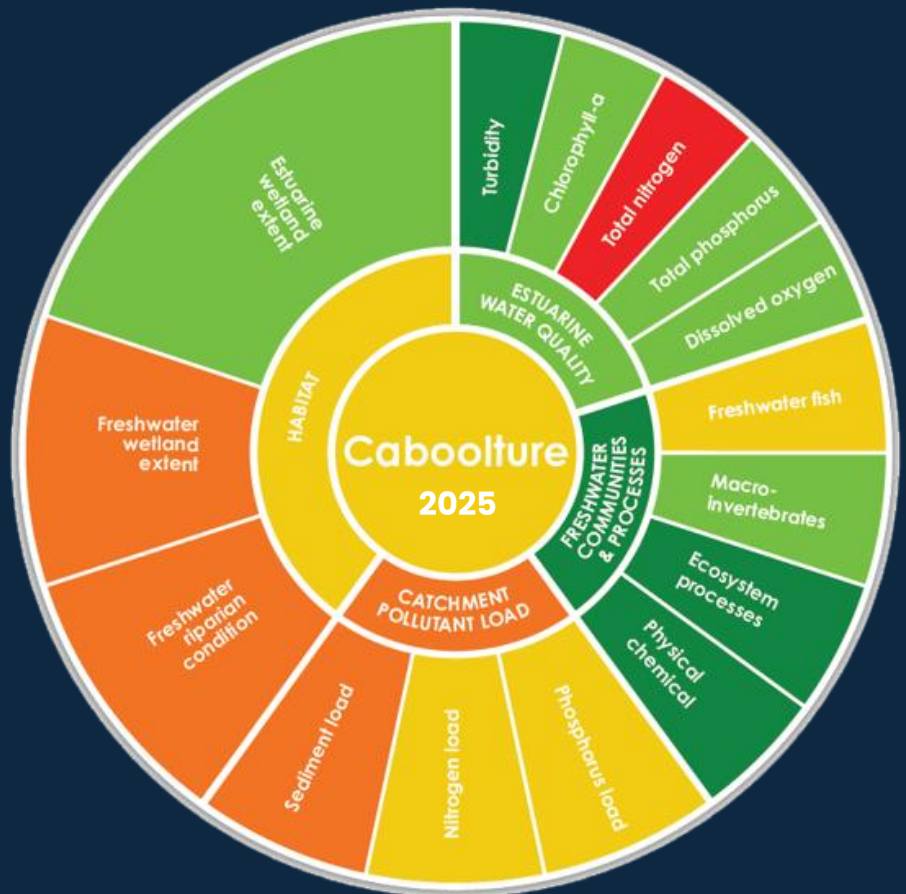 Caboolture
2025
ESTUARINE
WATER QUALITY
Turbidity
Chlorophyll-a
Total nitrogen
Total phosphorus
Dissolved oxygen
FRESHWATER
COMMUNITIES
& PROCESSES
Freshwater fish
Macro-
invertebrates
Ecosystem
processes
Physical
chemical
CATCHMENT
POLLUTANT LOAD
Phosphorus load
Nitrogen load
Sediment load
HABITAT
Freshwater
riparian
condition
Freshwater
wetland
extent
Estuarine
wetland
extent